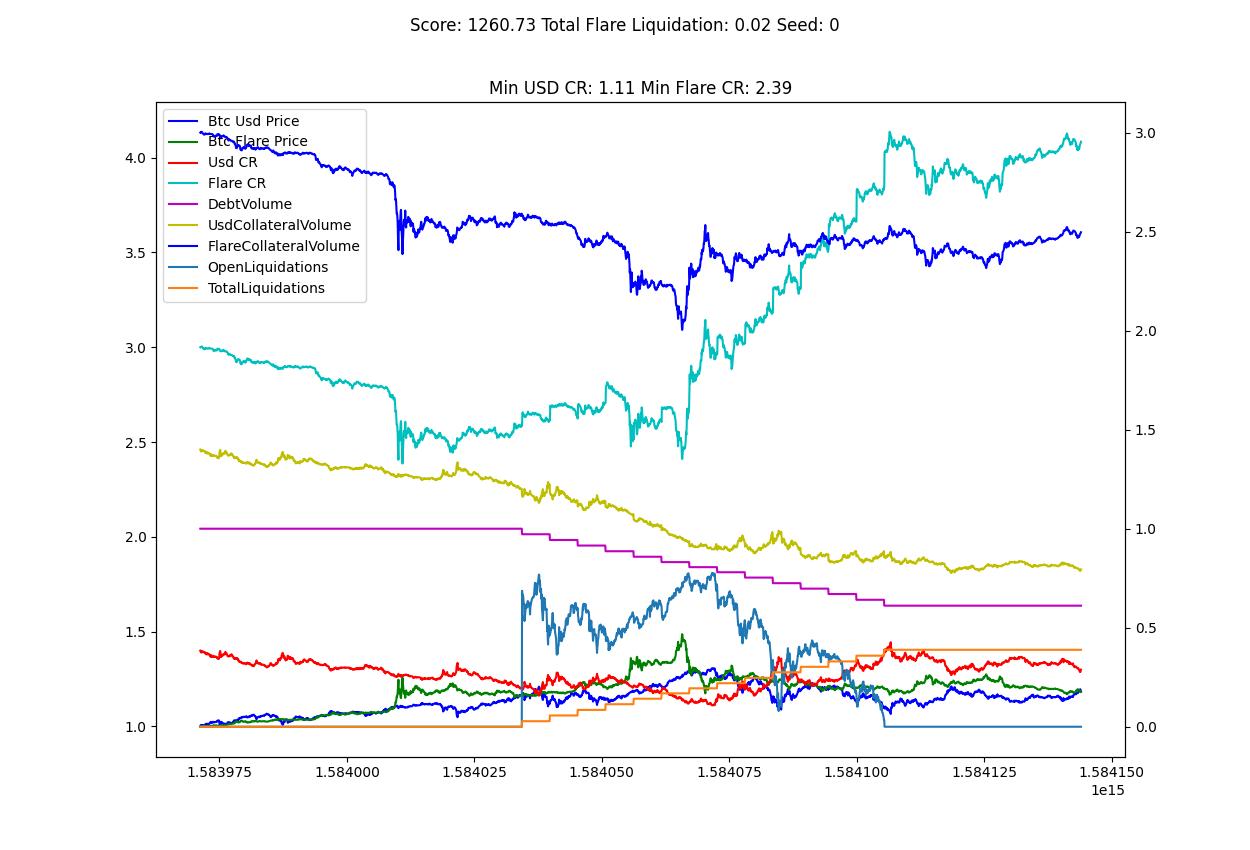 Score: 1260.73 Total Flare Liquidation: 0.02 Seed: 0
Min USD CR: 1.11 Min Flare CR: 2.39
Btc Usd Price
Btc Flare Price
Usd CR
Flare CR
DebtVolume
UsdCollateralVolume
FlareCollateralVolume
OpenLiquidations
TotalLiquidations
4.0
3.5
3.0
2.5
2.0
1.5
1.0
3.0
2.5
2.0
1.5
1.0
0.5
0.0
1.583975 1.584000 1.584025 1.584050 1.584075 1.584100 1.584125 1.584150
1e15